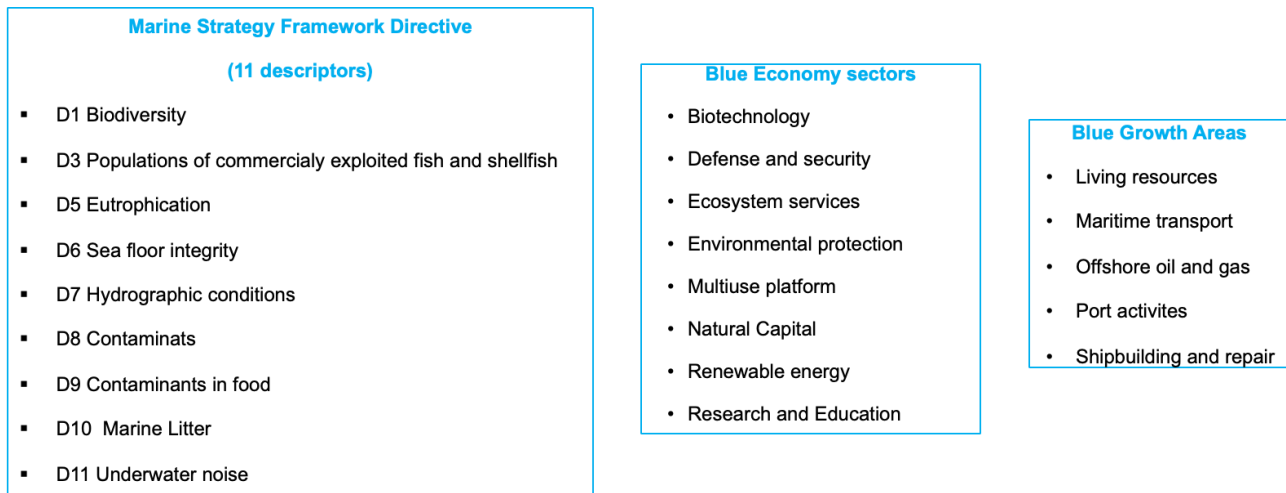 Marine Strategy Framework Directive
(11 descriptors)
▪ D1 Biodiversity
▪ D3 Populations of commercialy exploited fish and shellfish
▪ D5 Eutrophication
▪ D6 Sea floor integrity
▪ D7 Hydrographic conditions
▪ D8 Contaminats
▪ D9 Contaminants in food
▪ D10 Marine Litter
▪ D11 Underwater noise
Blue Economy sectors
• Biotechnology
• Defense and security
• Ecosystem services
• Environmental protection
• Multiuse platform
• Natural Capital
• Renewable energy
• Research and Education
Blue Growth Areas
• Living resources
• Maritime transport
• Offshore oil and gas
• Port activites
• Shipbuilding and repair